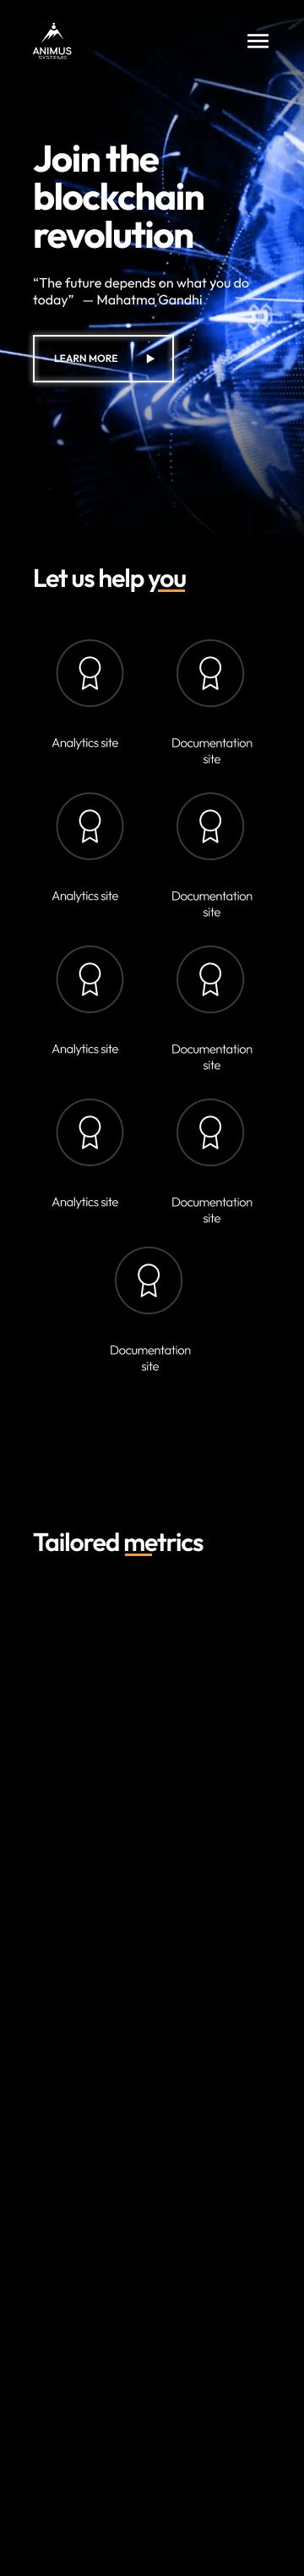 ANIMUS
SYSTEMS
Join the
blockchain
revolution
“The future depends on what you do
today” — Mahatma Gandhi
LEARN MORE
Let us help you
Analytics site
Documentation
site
Analytics site
Documentation
site
Analytics site
Documentation
site
Analytics site
Documentation
site
Documentation
site
Tailored metrics